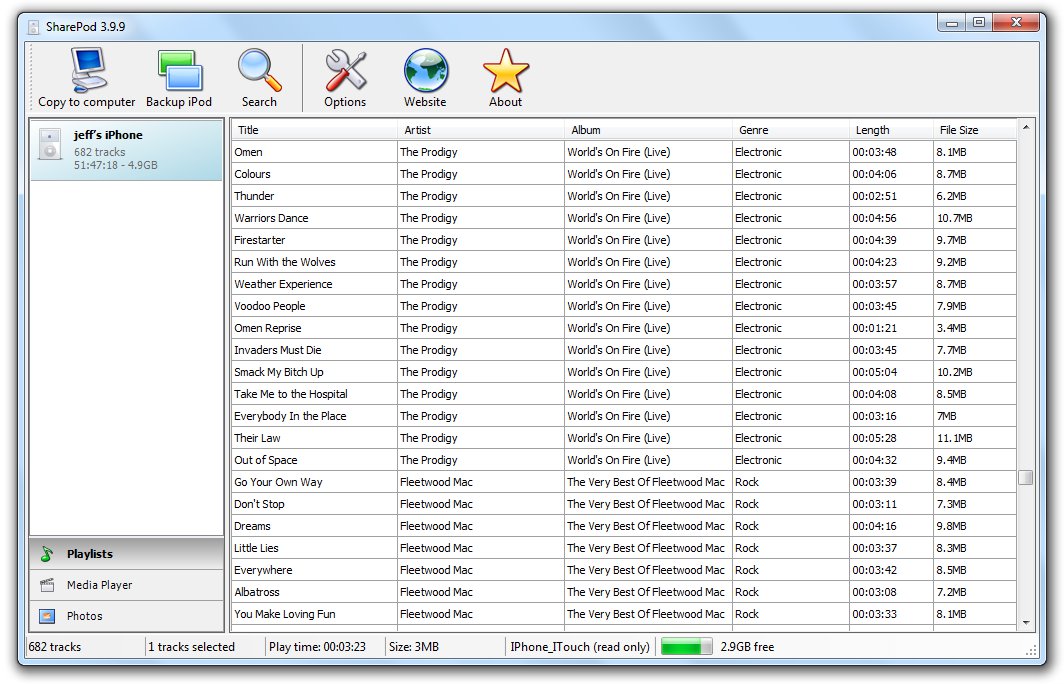 SharePod 3.9.9
Copy to computer Backup iPod Search Options Website About
jeff's iPhone
682 tracks
51:47:18 - 4.9GB
Title Artist Album Genre Length File Size
Omen The Prodigy World's On Fire (Live) Electronic 00:03:48 8.1MB
Colours The Prodigy World's On Fire (Live) Electronic 00:04:06 8.7MB
Thunder The Prodigy World's On Fire (Live) Electronic 00:02:51 6.2MB
Warriors Dance The Prodigy World's On Fire (Live) Electronic 00:04:56 10.7MB
Firestarter The Prodigy World's On Fire (Live) Electronic 00:04:39 9.7MB
Run With the Wolves The Prodigy World's On Fire (Live) Electronic 00:04:23 9.2MB
Weather Experience The Prodigy World's On Fire (Live) Electronic 00:03:57 8.7MB
Voodoo People The Prodigy World's On Fire (Live) Electronic 00:03:45 7.9MB
Omen Reprise The Prodigy World's On Fire (Live) Electronic 00:01:21 3.4MB
Invaders Must Die The Prodigy World's On Fire (Live) Electronic 00:03:45 7.7MB
Smack My Bitch Up The Prodigy World's On Fire (Live) Electronic 00:05:04 10.2MB
Take Me to the Hospital The Prodigy World's On Fire (Live) Electronic 00:04:08 8.5MB
Everybody In the Place The Prodigy World's On Fire (Live) Electronic 00:03:16 7MB
Their Law The Prodigy World's On Fire (Live) Electronic 00:05:28 11.1MB
Out of Space The Prodigy World's On Fire (Live) Electronic 00:04:32 9.4MB
Go Your Own Way Fleetwood Mac The Very Best Of Fleetwood Mac Rock 00:03:39 8.4MB
Don't Stop Fleetwood Mac The Very Best Of Fleetwood Mac Rock 00:03:11 7.3MB
Dreams Fleetwood Mac The Very Best Of Fleetwood Mac Rock 00:04:16 9.8MB
Little Lies Fleetwood Mac The Very Best Of Fleetwood Mac Rock 00:03:37 8.3MB
Everywhere Fleetwood Mac The Very Best Of Fleetwood Mac Rock 00:03:42 8.5MB
Albatross Fleetwood Mac The Very Best Of Fleetwood Mac Rock 00:03:08 7.2MB
You Make Loving Fun Fleetwood Mac The Very Best Of Fleetwood Mac Rock 00:03:33 8.1MB
Playlists
Media Player
Photos
682 tracks 1 tracks selected Play time: 00:03:23 Size: 3MB IPhone_ITouch (read only) 2.9GB free